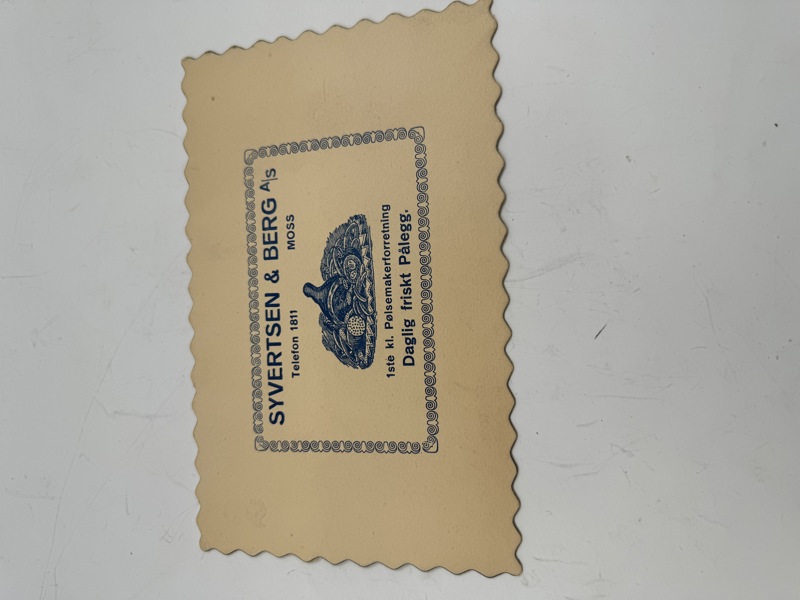 SYVERTSEN & BERG A/s
Telefon 1811 MOSS
1ste kl. Pølsemakerforretning
Daglig friskt Pålegg.